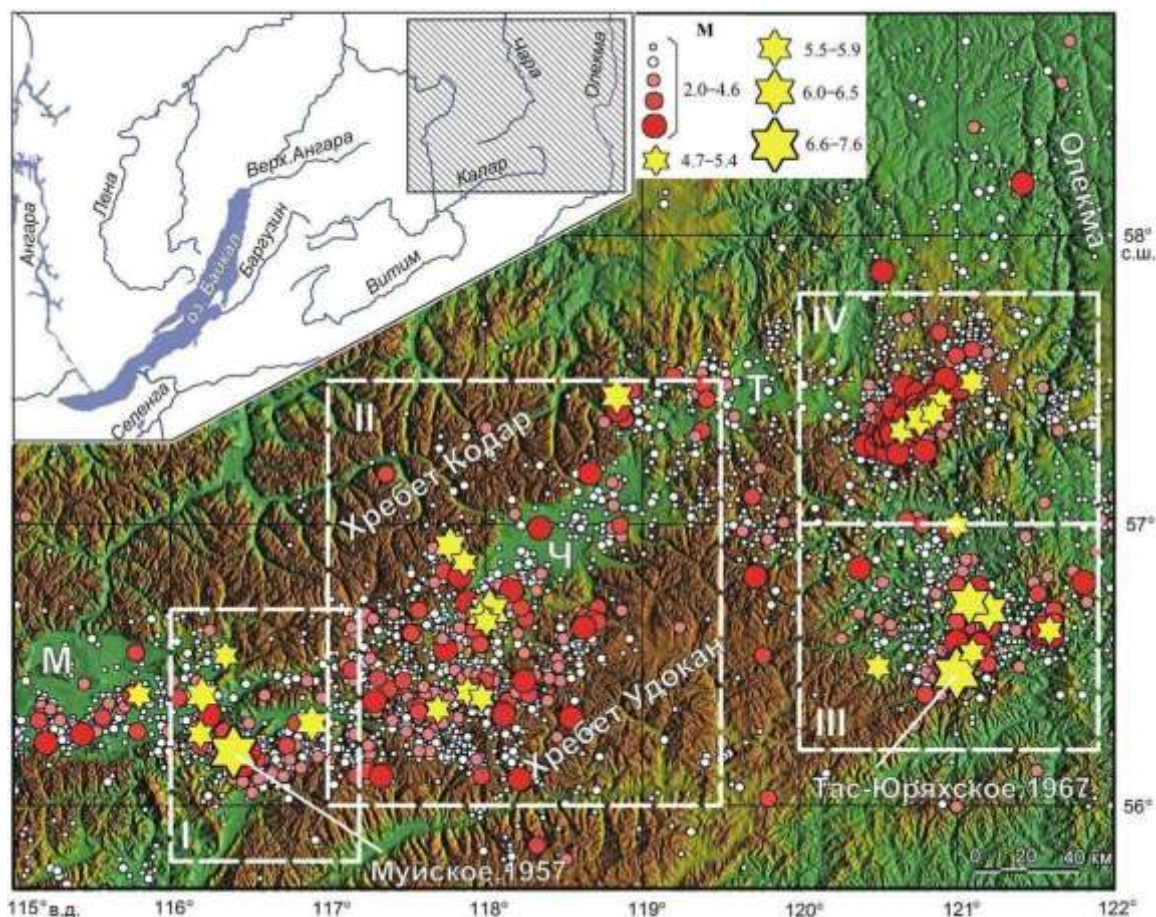 Ангара
Лена
оз. Байкал
Верх. Ангара
Баргузин
Селенга
Витим
Калар
Чара
Олекма
М
2.0–4.6
4.7–5.4
5.5–5.9
6.0–6.5
6.6–7.6
Олекма
58°
с.ш.
IV
Т
II
Хребет Кодар
57°
Ч
М
Хребет Удокан
III
Тас-Юряхское, 1967
56°
I
Муйское, 1957
0 20 40 км
115° в.д. 116° 117° 118° 119° 120° 121° 122°